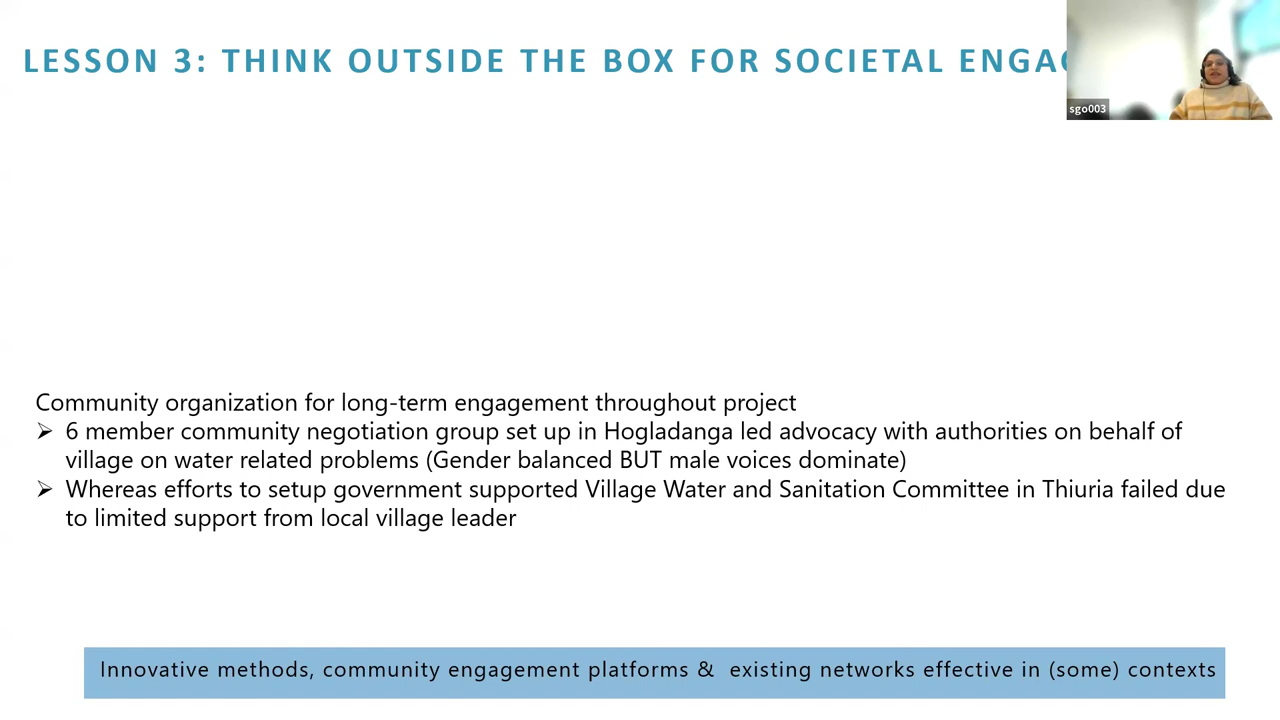 LESSON 3: THINK OUTSIDE THE BOX FOR SOCIETAL ENGAG
sgo003
Community organization for long-term engagement throughout project
➢ 6 member community negotiation group set up in Hogladanga led advocacy with authorities on behalf of
village on water related problems (Gender balanced BUT male voices dominate)
➢ Whereas efforts to setup government supported Village Water and Sanitation Committee in Thiuria failed due
to limited support from local village leader
Innovative methods, community engagement platforms & existing networks effective in (some) contexts